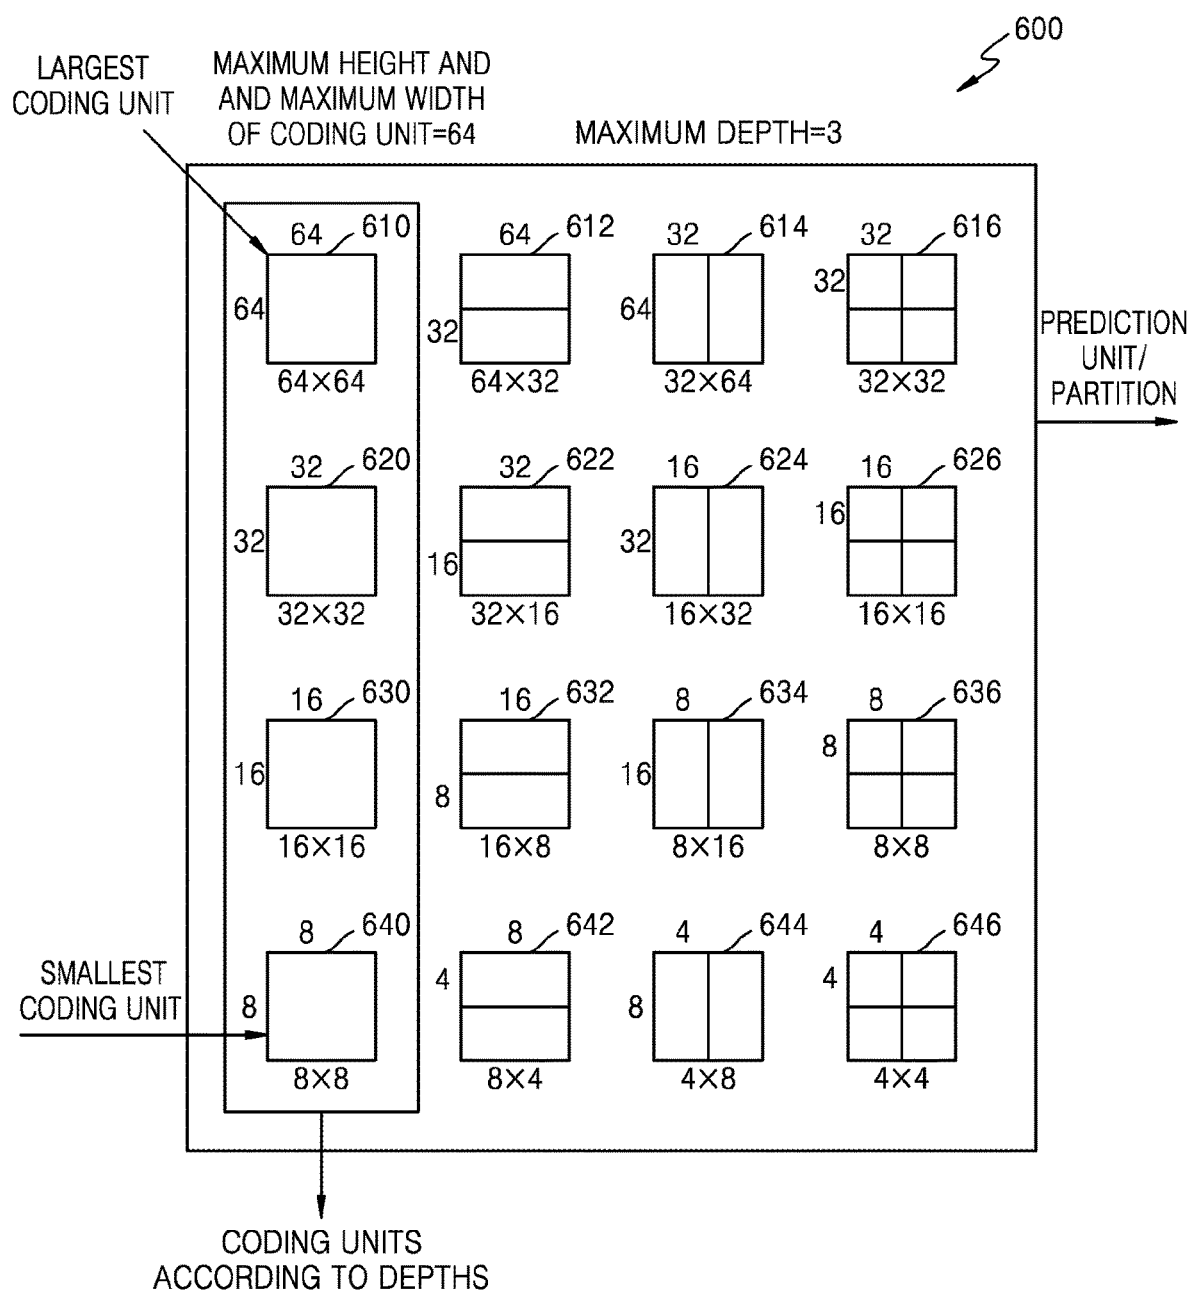 600
LARGEST
CODING UNIT
MAXIMUM HEIGHT AND
AND MAXIMUM WIDTH
OF CODING UNIT=64
MAXIMUM DEPTH=3
64 610 64 612 32 614 32 616
64 32 64 32
64×64 64×32 32×64 32×32
PREDICTION
UNIT/
PARTITION
32 620 32 622 16 624 16 626
32 16 32 16
32×32 32×16 16×32 16×16
16 630 16 632 8 634 8 636
16 8 16 8
16×16 16×8 8×16 8×8
8 640 8 642 4 644 4 646
SMALLEST
CODING UNIT
8 4 8 4
8×8 8×4 4×8 4×4
CODING UNITS
ACCORDING TO DEPTHS